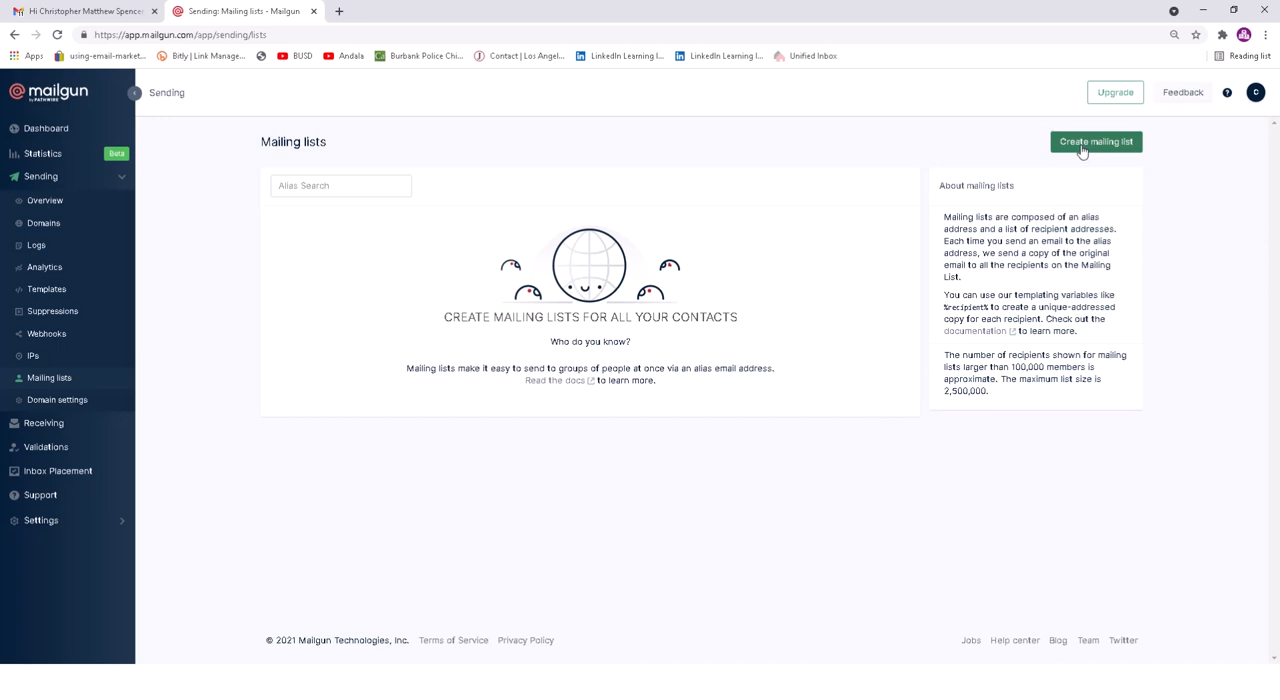 Hi Christopher Matthew Spence
Sending: Mailing lists - Mailgun
https://app.mailgun.com/app/sending/lists
Apps
using-email-market...
Bitly | Link Manage...
BUSD
Andala
Burbank Police Chi...
Contact | Los Angel...
LinkedIn Learning I...
LinkedIn Learning I...
Unified Inbox
Reading list
mailgun
BY PATHWIRE
Sending
Upgrade
Feedback
C
Dashboard
Statistics
Beta
Sending
Overview
Domains
Logs
Analytics
Templates
Suppressions
Webhooks
IPs
Mailing lists
Domain settings
Receiving
Validations
Inbox Placement
Support
Settings
Mailing lists
Create mailing list
Alias Search
CREATE MAILING LISTS FOR ALL YOUR CONTACTS
Who do you know?
Mailing lists make it easy to send to groups of people at once via an alias email address.
Read the docs to learn more.
About mailing lists
Mailing lists are composed of an alias
address and a list of recipient addresses.
Each time you send an email to the alias
address, we send a copy of the original
email to all the recipients on the Mailing
List.
You can use our templating variables like
%recipient% to create a unique-addressed
copy for each recipient. Check out the
documentation to learn more.
The number of recipients shown for mailing
lists larger than 100,000 members is
approximate. The maximum list size is
2,500,000.
© 2021 Mailgun Technologies, Inc.
Terms of Service
Privacy Policy
Jobs
Help center
Blog
Team
Twitter